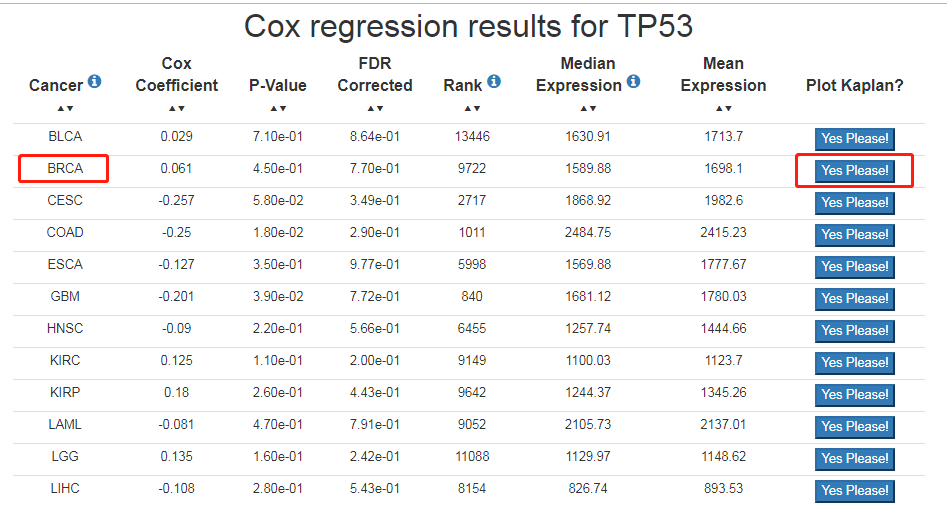 Cox regression results for TP53
Cancer Cox Coefficient P-Value FDR Corrected Rank Median Expression Mean Expression Plot Kaplan?
BLCA 0.029 7.10e-01 8.64e-01 13446 1630.91 1713.7 Yes Please!
BRCA 0.061 4.50e-01 7.70e-01 9722 1589.88 1698.1 Yes Please!
CESC -0.257 5.80e-02 3.49e-01 2717 1868.92 1982.6 Yes Please!
COAD -0.25 1.80e-02 2.90e-01 1011 2484.75 2415.23 Yes Please!
ESCA -0.127 3.50e-01 9.77e-01 5998 1569.88 1777.67 Yes Please!
GBM -0.201 3.90e-02 7.72e-01 840 1681.12 1780.03 Yes Please!
HNSC -0.09 2.20e-01 5.66e-01 6455 1257.74 1444.66 Yes Please!
KIRC 0.125 1.10e-01 2.00e-01 9149 1100.03 1123.7 Yes Please!
KIRP 0.18 2.60e-01 4.43e-01 9642 1244.37 1345.26 Yes Please!
LAML -0.081 4.70e-01 7.91e-01 9052 2105.73 2137.01 Yes Please!
LGG 0.135 1.60e-01 2.42e-01 11088 1129.97 1148.62 Yes Please!
LIHC -0.108 2.80e-01 5.43e-01 8154 826.74 893.53 Yes Please!